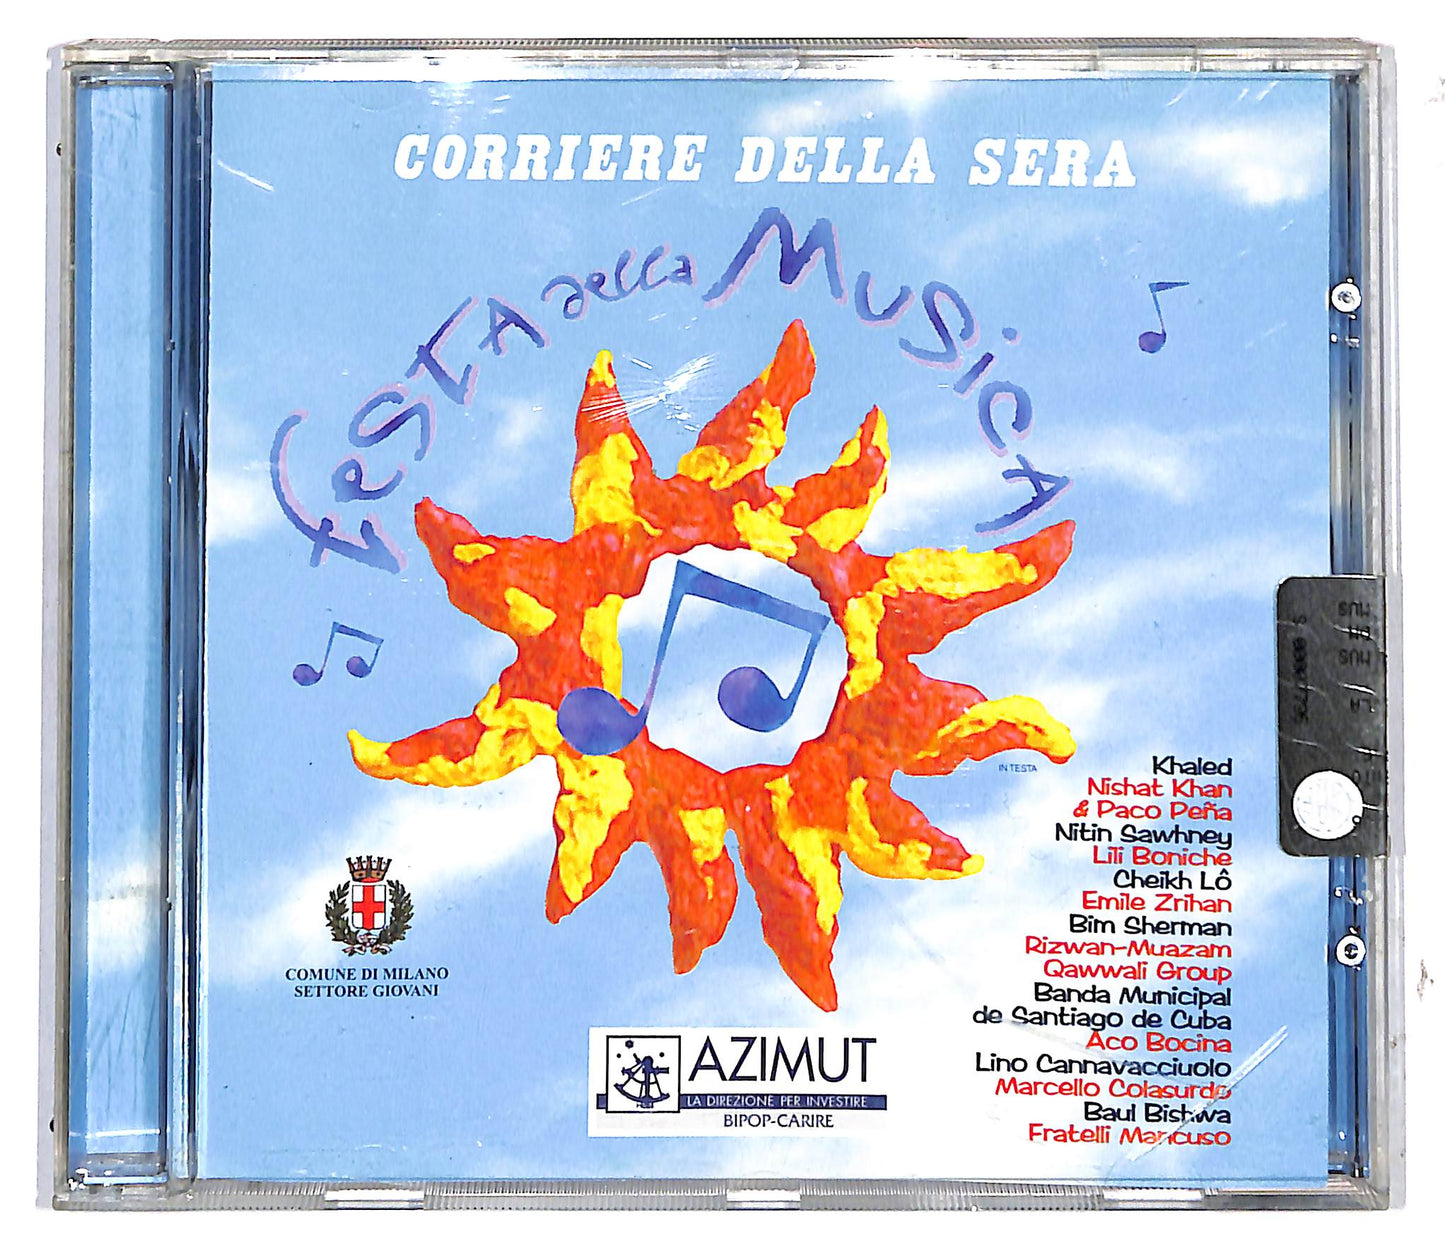 CORRIERE DELLA SERA
FESTA della MUSICA
IN TESTA
Khaled
Nishat Khan
& Paco Peña
Nitin Sawhney
Lili Boniche
Cheikh Lô
Emile Zrihan
Bim Sherman
Rizwan-Muazam
Qawwali Group
Banda Municipal
de Santiago de Cuba
Aco Bocina
Lino Cannavacciuolo
Marcello Colasurdo
Baul Bishwa
Fratelli Mancuso
COMUNE DI MILANO
SETTORE GIOVANI
AZIMUT
LA DIREZIONE PER INVESTIRE
BIPOP-CARIRE